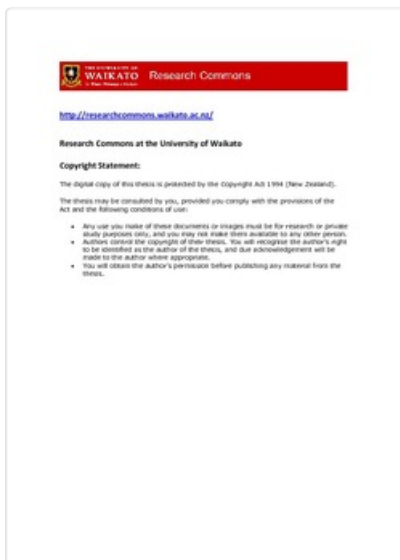 THE UNIVERSITY OF
WAIKATO Research Commons
http://researchcommons.waikato.ac.nz/
Research Commons at the University of Waikato
Copyright Statement:
The digital copy of this thesis is protected by the Copyright Act 1994 (New Zealand).
The thesis may be consulted by you, provided you comply with the provisions of the
Act and the following conditions of use:
• Any use you make of these documents or images must be for research or private
study purposes only, and you may not make them available to any other person.
• Authors control the copyright of their thesis. You will recognise the author's right
to be identified as the author of the thesis, and due acknowledgement will be
made to the author where appropriate.
• You will obtain the author's permission before publishing any material from the
thesis.